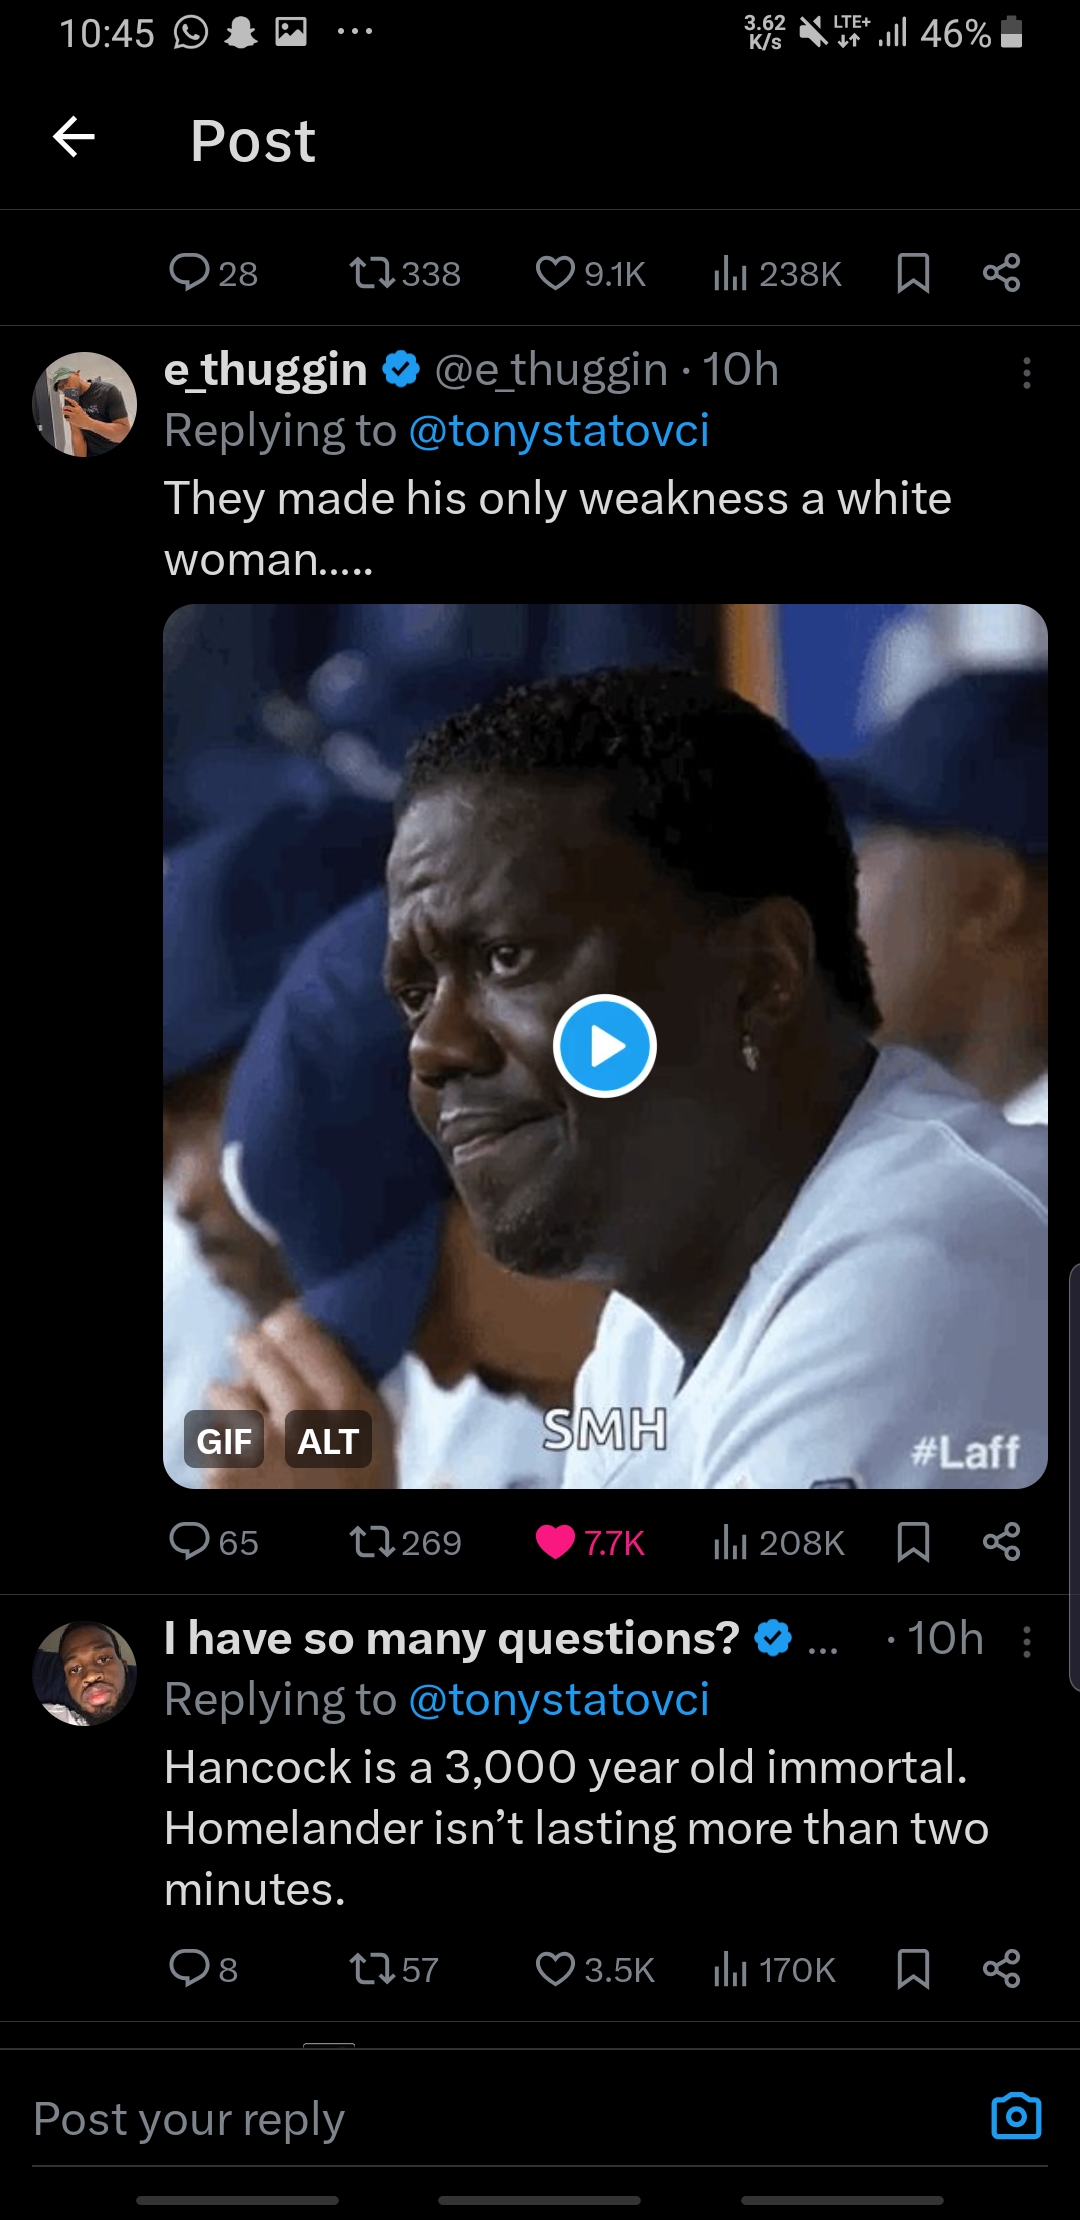 10:45 ... 3.62 K/s LTE+ 46%
Post
28 338 9.1K 238K
e_thuggin @e_thuggin · 10h
Replying to @tonystatovci
They made his only weakness a white
woman.....
SMH
GIF ALT #Laff
65 269 7.7K 208K
I have so many questions? ... · 10h
Replying to @tonystatovci
Hancock is a 3,000 year old immortal.
Homelander isn’t lasting more than two
minutes.
8 57 3.5K 170K
Post your reply